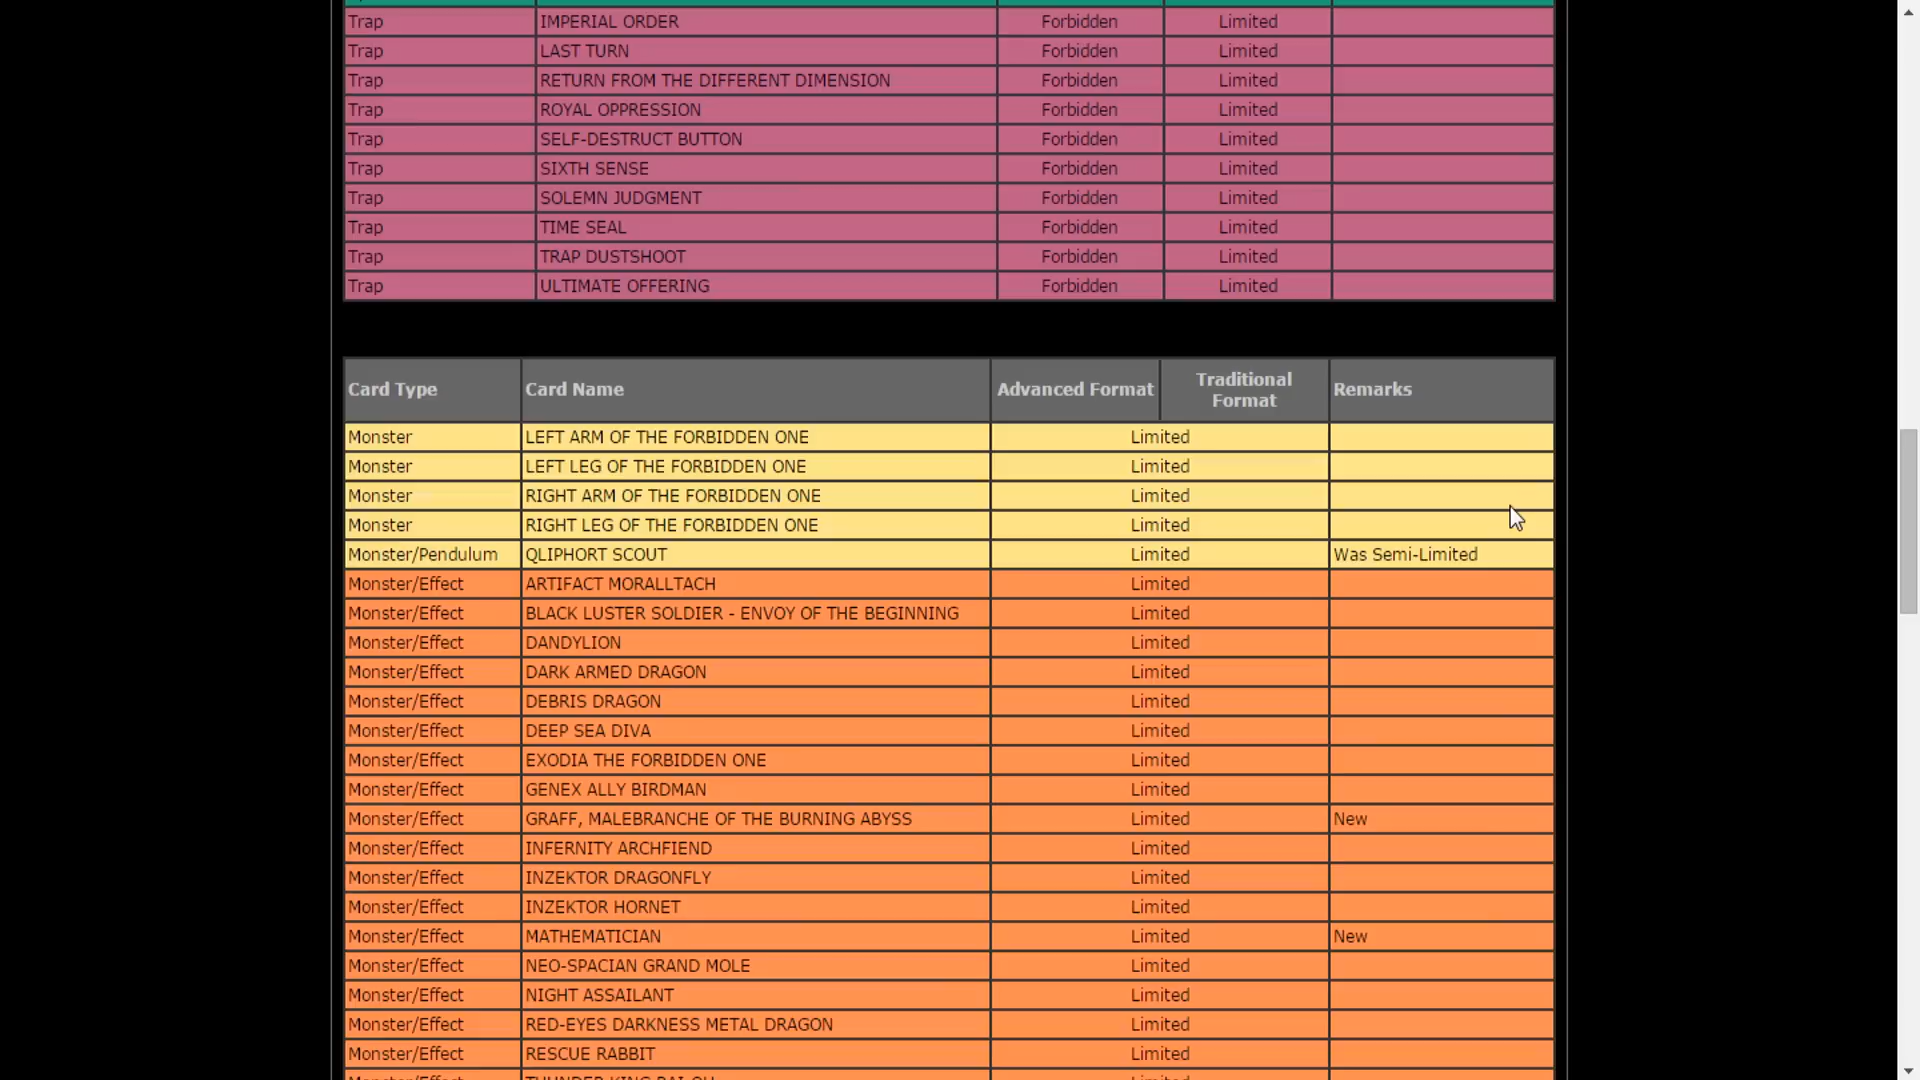 Trap IMPERIAL ORDER Forbidden Limited
Trap LAST TURN Forbidden Limited
Trap RETURN FROM THE DIFFERENT DIMENSION Forbidden Limited
Trap ROYAL OPPRESSION Forbidden Limited
Trap SELF-DESTRUCT BUTTON Forbidden Limited
Trap SIXTH SENSE Forbidden Limited
Trap SOLEMN JUDGMENT Forbidden Limited
Trap TIME SEAL Forbidden Limited
Trap TRAP DUSTSHOOT Forbidden Limited
Trap ULTIMATE OFFERING Forbidden Limited
Card Type Card Name Advanced Format Traditional Format Remarks
Monster LEFT ARM OF THE FORBIDDEN ONE Limited
Monster LEFT LEG OF THE FORBIDDEN ONE Limited
Monster RIGHT ARM OF THE FORBIDDEN ONE Limited
Monster RIGHT LEG OF THE FORBIDDEN ONE Limited
Monster/Pendulum QLIPHORT SCOUT Limited Was Semi-Limited
Monster/Effect ARTIFACT MORALLTACH Limited
Monster/Effect BLACK LUSTER SOLDIER - ENVOY OF THE BEGINNING Limited
Monster/Effect DANDYLION Limited
Monster/Effect DARK ARMED DRAGON Limited
Monster/Effect DEBRIS DRAGON Limited
Monster/Effect DEEP SEA DIVA Limited
Monster/Effect EXODIA THE FORBIDDEN ONE Limited
Monster/Effect GENEX ALLY BIRDMAN Limited
Monster/Effect GRAFF, MALEBRANCHE OF THE BURNING ABYSS Limited New
Monster/Effect INFERNITY ARCHFIEND Limited
Monster/Effect INZEKTOR DRAGONFLY Limited
Monster/Effect INZEKTOR HORNET Limited
Monster/Effect MATHEMATICIAN Limited New
Monster/Effect NEO-SPACIAN GRAND MOLE Limited
Monster/Effect NIGHT ASSAILANT Limited
Monster/Effect RED-EYES DARKNESS METAL DRAGON Limited
Monster/Effect RESCUE RABBIT Limited